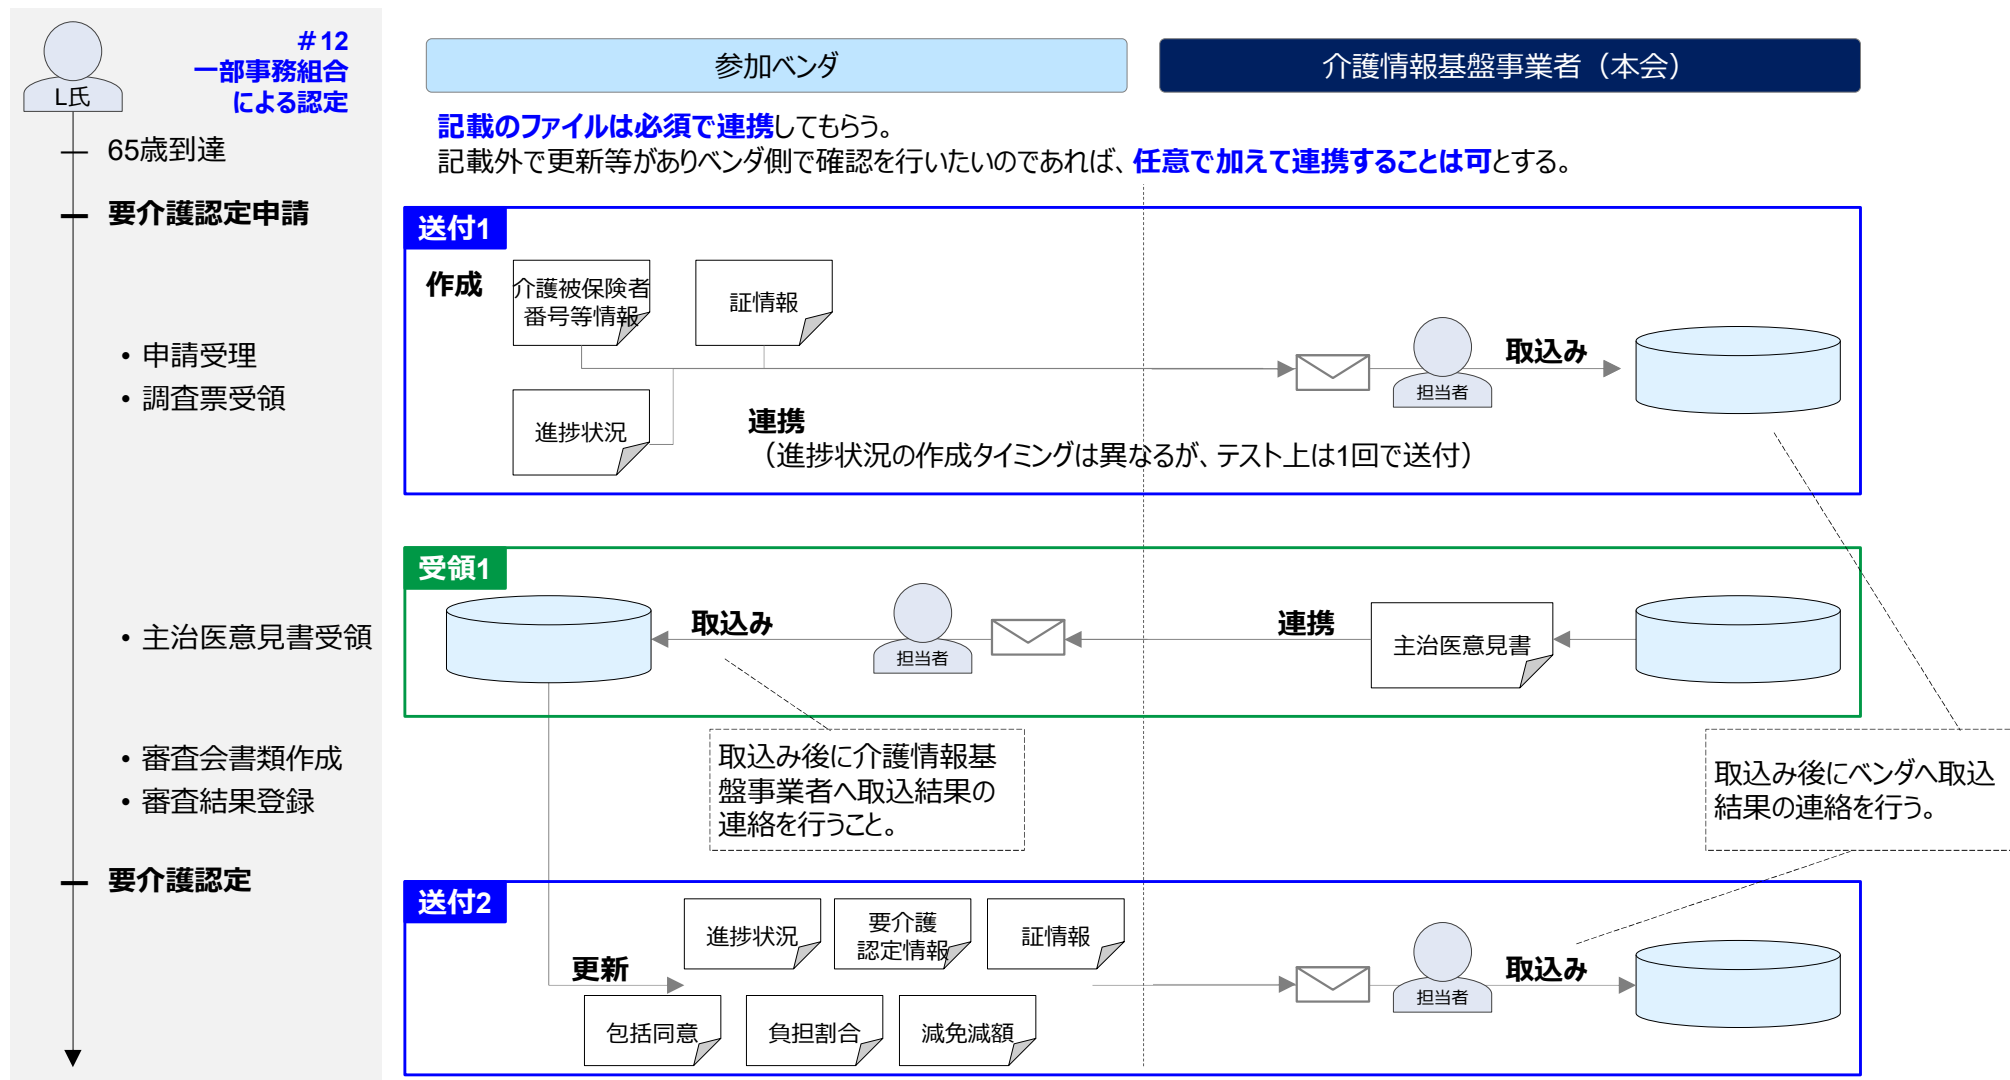 #12
一部事務組合
による認定
L氏
65歳到達
要介護認定申請
• 申請受理
• 調査票受領
• 主治医意見書受領
• 審査会書類作成
• 審査結果登録
要介護認定
参加ベンダ
介護情報基盤事業者（本会）
記載のファイルは必須で連携してもらう。
記載外で更新等がありベンダ側で確認を行いたいのであれば、任意で加えて連携することは可とする。
送付1
作成
介護被保険者
番号等情報
証情報
進捗状況
連携
（進捗状況の作成タイミングは異なるが、テスト上は1回で送付）
担当者
取込み
受領1
取込み
担当者
連携
主治医意見書
取込み後に介護情報基
盤事業者へ取込結果の
連絡を行うこと。
取込み後にベンダへ取込
結果の連絡を行う。
送付2
更新
進捗状況
要介護
認定情報
証情報
包括同意
負担割合
減免減額
担当者
取込み